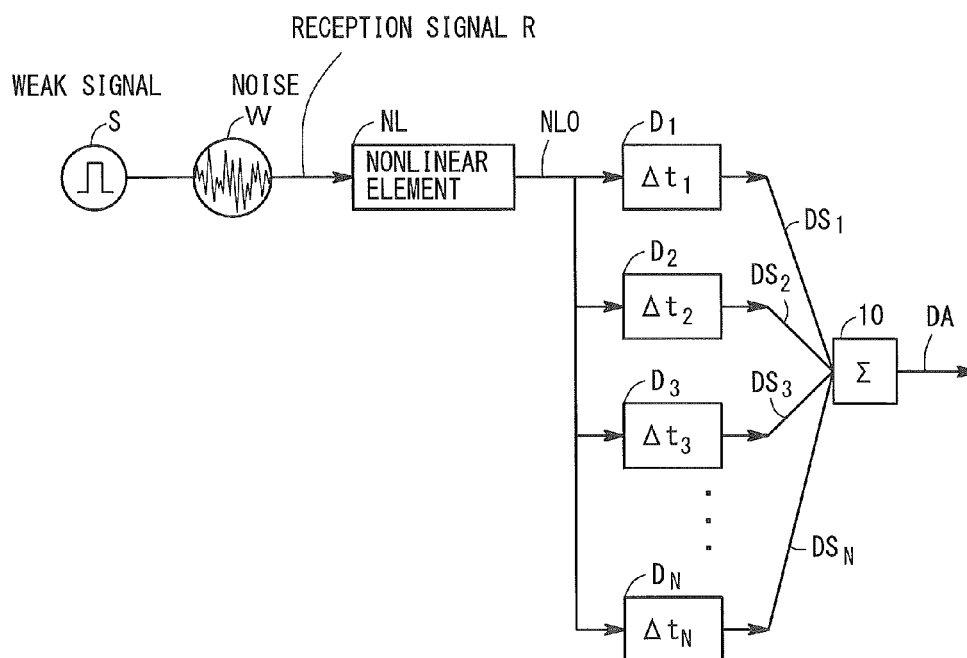 RECEPTION SIGNAL R
WEAK SIGNAL
S
NOISE
W
NL
NONLINEAR
ELEMENT
NLO
D1
Δt1
DS1
D2
Δt2
DS2
10
Σ
DA
D3
Δt3
DS3
DN
ΔtN
DSN